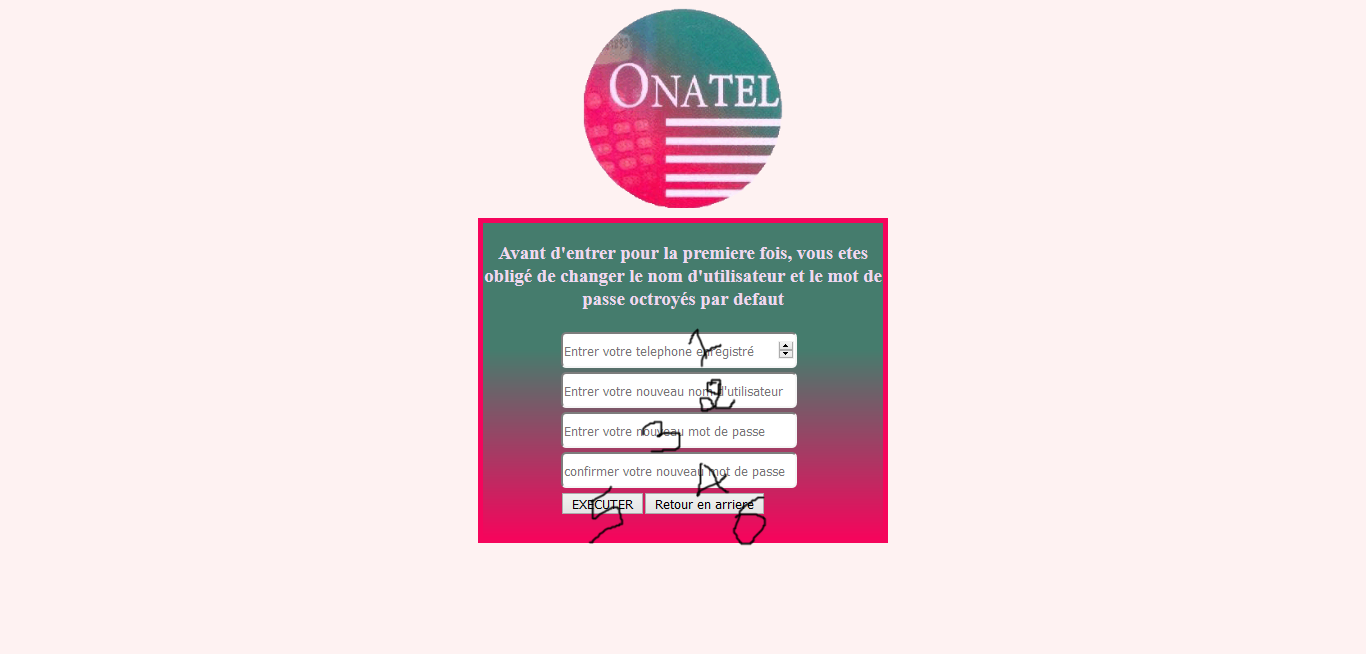 ONATEL
Avant d'entrer pour la premiere fois, vous etes
obligé de changer le nom d'utilisateur et le mot de
passe octroyés par defaut
1
Entrer votre telephone enregistré
2
Entrer votre nouveau nom d'utilisateur
3
Entrer votre nouveau mot de passe
4
confirmer votre nouveau mot de passe
EXECUTER Retour en arriere
5 6